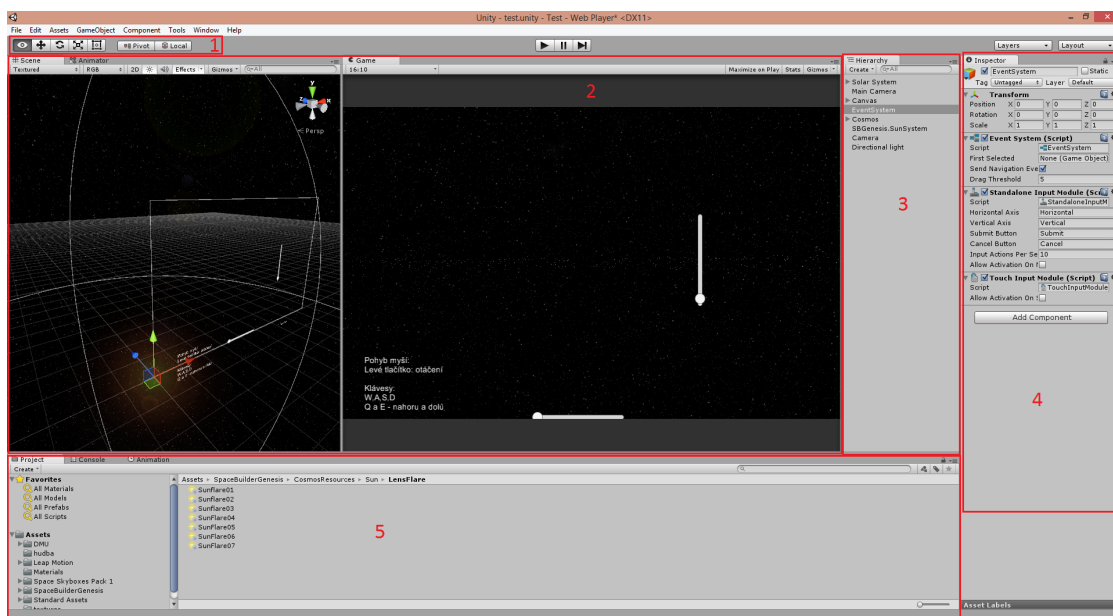 Unity - test.unity - Test - Web Player* <DX11>
File Edit Assets GameObject Component Tools Window Help
Pivot Local 1
Layers Layout
Scene Animator
Textured RGB 2D Effects Gizmos All
y
x
z
Persp
Game
16:10 Maximize on Play Stats Gizmos
2
Pohyb myší:
Levé tlačítko: otáčení
Klávesy:
W,A,S,D
Q a E - nahoru a dolů
Hierarchy
Create All
Solar System
Main Camera
Canvas
EventSystem
Cosmos
SBGenesis.SunSystem
Camera
Directional light
3
Inspector
EventSystem Static
Tag Untagged Layer Default
Transform
Position X 0 Y 0 Z 0
Rotation X 0 Y 0 Z 0
Scale X 1 Y 1 Z 1
Event System (Script)
Script EventSystem
First Selected None (Game Object)
Send Navigation Eve
Drag Threshold 5
Standalone Input Module (Scri
Script StandaloneInputM
Horizontal Axis Horizontal
Vertical Axis Vertical
Submit Button Submit
Cancel Button Cancel
Input Actions Per Se 10
Allow Activation On
Touch Input Module (Script)
Script TouchInputModule
Allow Activation On
Add Component
4
Asset Labels
Project Console Animation
Create
Favorites
All Materials
All Models
All Prefabs
All Scripts
Assets
DMU
hudba
Leap Motion
Materials
Space Skyboxes Pack 1
SpaceBuilderGenesis
Standard Assets
textures
Assets SpaceBuilderGenesis CosmosResources Sun LensFlare
Sunflare01
SunFlare02
SunFlare03
SunFlare04
SunFlare05
SunFlare06
SunFlare07
5